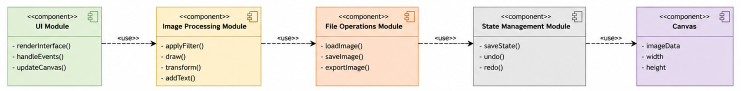 <<component>>
UI Module
- renderInterface()
- handleEvents()
- updateCanvas()
<use>
<<component>>
Image Processing Module
- applyFilter()
- draw()
- transform()
- addText()
<use>
<<component>>
File Operations Module
- loadImage()
- saveImage()
- exportImage()
<use>
<<component>>
State Management Module
- saveState()
- undo()
- redo()
<use>
<<component>>
Canvas
- imageData
- width
- height